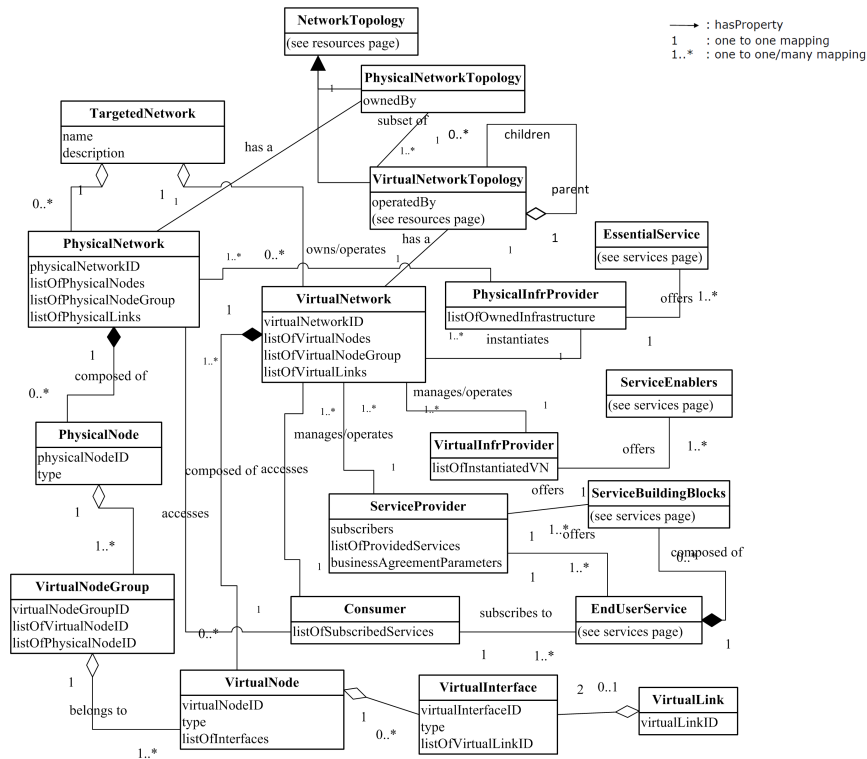 NetworkTopology
(see resources page)
: hasProperty
1 : one to one mapping
1..* : one to one/many mapping
PhysicalNetworkTopology
ownedBy
1
subset of
TargetedNetwork
name
description
has a
1..*
1
0..*
children
VirtualNetworkTopology
operatedBy
(see resources page)
parent
1
has a
1
0..*
1
1
PhysicalNetwork
physicalNetworkID
listOfPhysicalNodes
listOfPhysicalNodeGroup
listOfPhysicalLinks
1..*
0..*
owns/operates
1
1
EssentialService
(see services page)
offers
1..*
1
PhysicalInfrProvider
listOfOwnedInfrastructure
1..*
instantiates
1
VirtualNetwork
virtualNetworkID
listOfVirtualNodes
listOfVirtualNodeGroup
listOfVirtualLinks
1
1..*
1
composed of
0..*
PhysicalNode
physicalNodeID
type
1
1..*
1..*
1..*
1..*
manages/operates
1
manages/operates
ServiceEnablers
(see services page)
offers
1..*
VirtualInfrProvider
listOfInstantiatedVN
composed of
accesses
1
accesses
offers
1
ServiceBuildingBlocks
(see services page)
ServiceProvider
subscribers
listOfProvidedServices
businessAgreementParameters
1..*
offers
1
1
1..*
composed of
0..*
1
VirtualNodeGroup
virtualNodeGroupID
listOfVirtualNodeID
listOfPhysicalNodeID
1
1
Consumer
listOfSubscribedServices
subscribes to
1
1..*
EndUserService
(see services page)
1
0..*
1
belongs to
1..*
VirtualNode
virtualNodeID
type
listOfInterfaces
1
0..*
VirtualInterface
virtualInterfaceID
type
listOfVirtualLinkID
2
0..1
VirtualLink
virtualLinkID